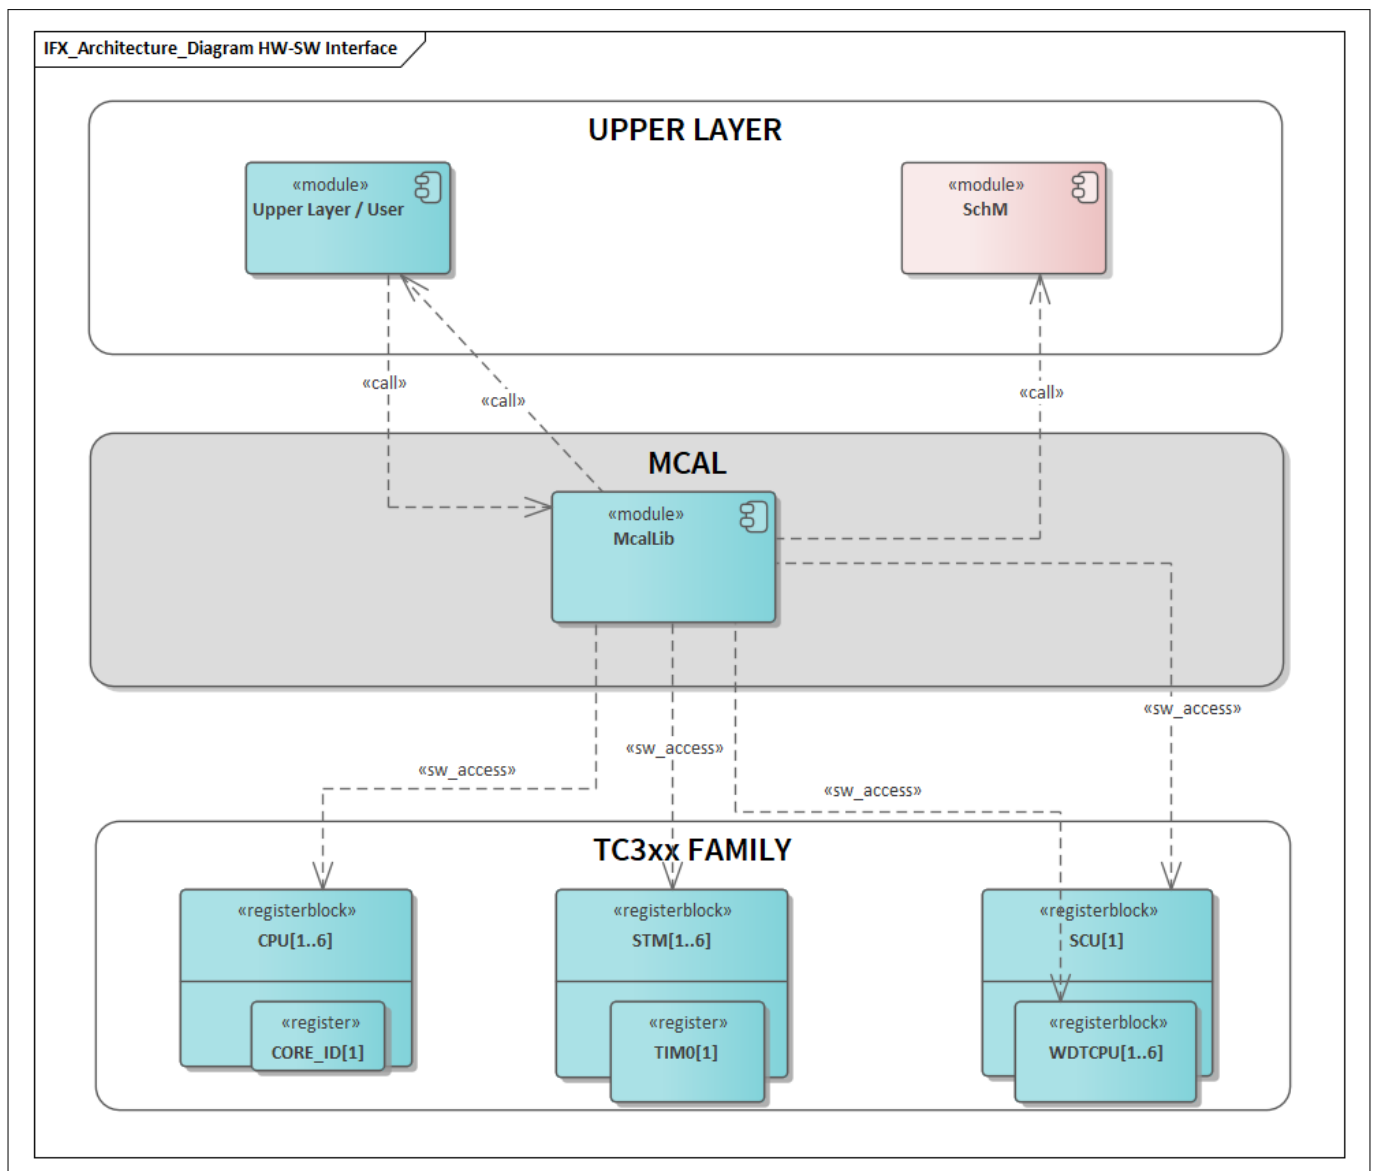 IFX_Architecture_Diagram HW-SW Interface
UPPER LAYER
«module»
Upper Layer / User
«module»
SchM
«call»
«call»
«call»
MCAL
«module»
McalLib
«sw_access»
«sw_access»
«sw_access»
«sw_access»
TC3xx FAMILY
«registerblock»
CPU[1..6]
«register»
CORE_ID[1]
«registerblock»
STM[1..6]
«register»
TIM0[1]
«registerblock»
SCU[1]
«registerblock»
WDTCPU[1..6]